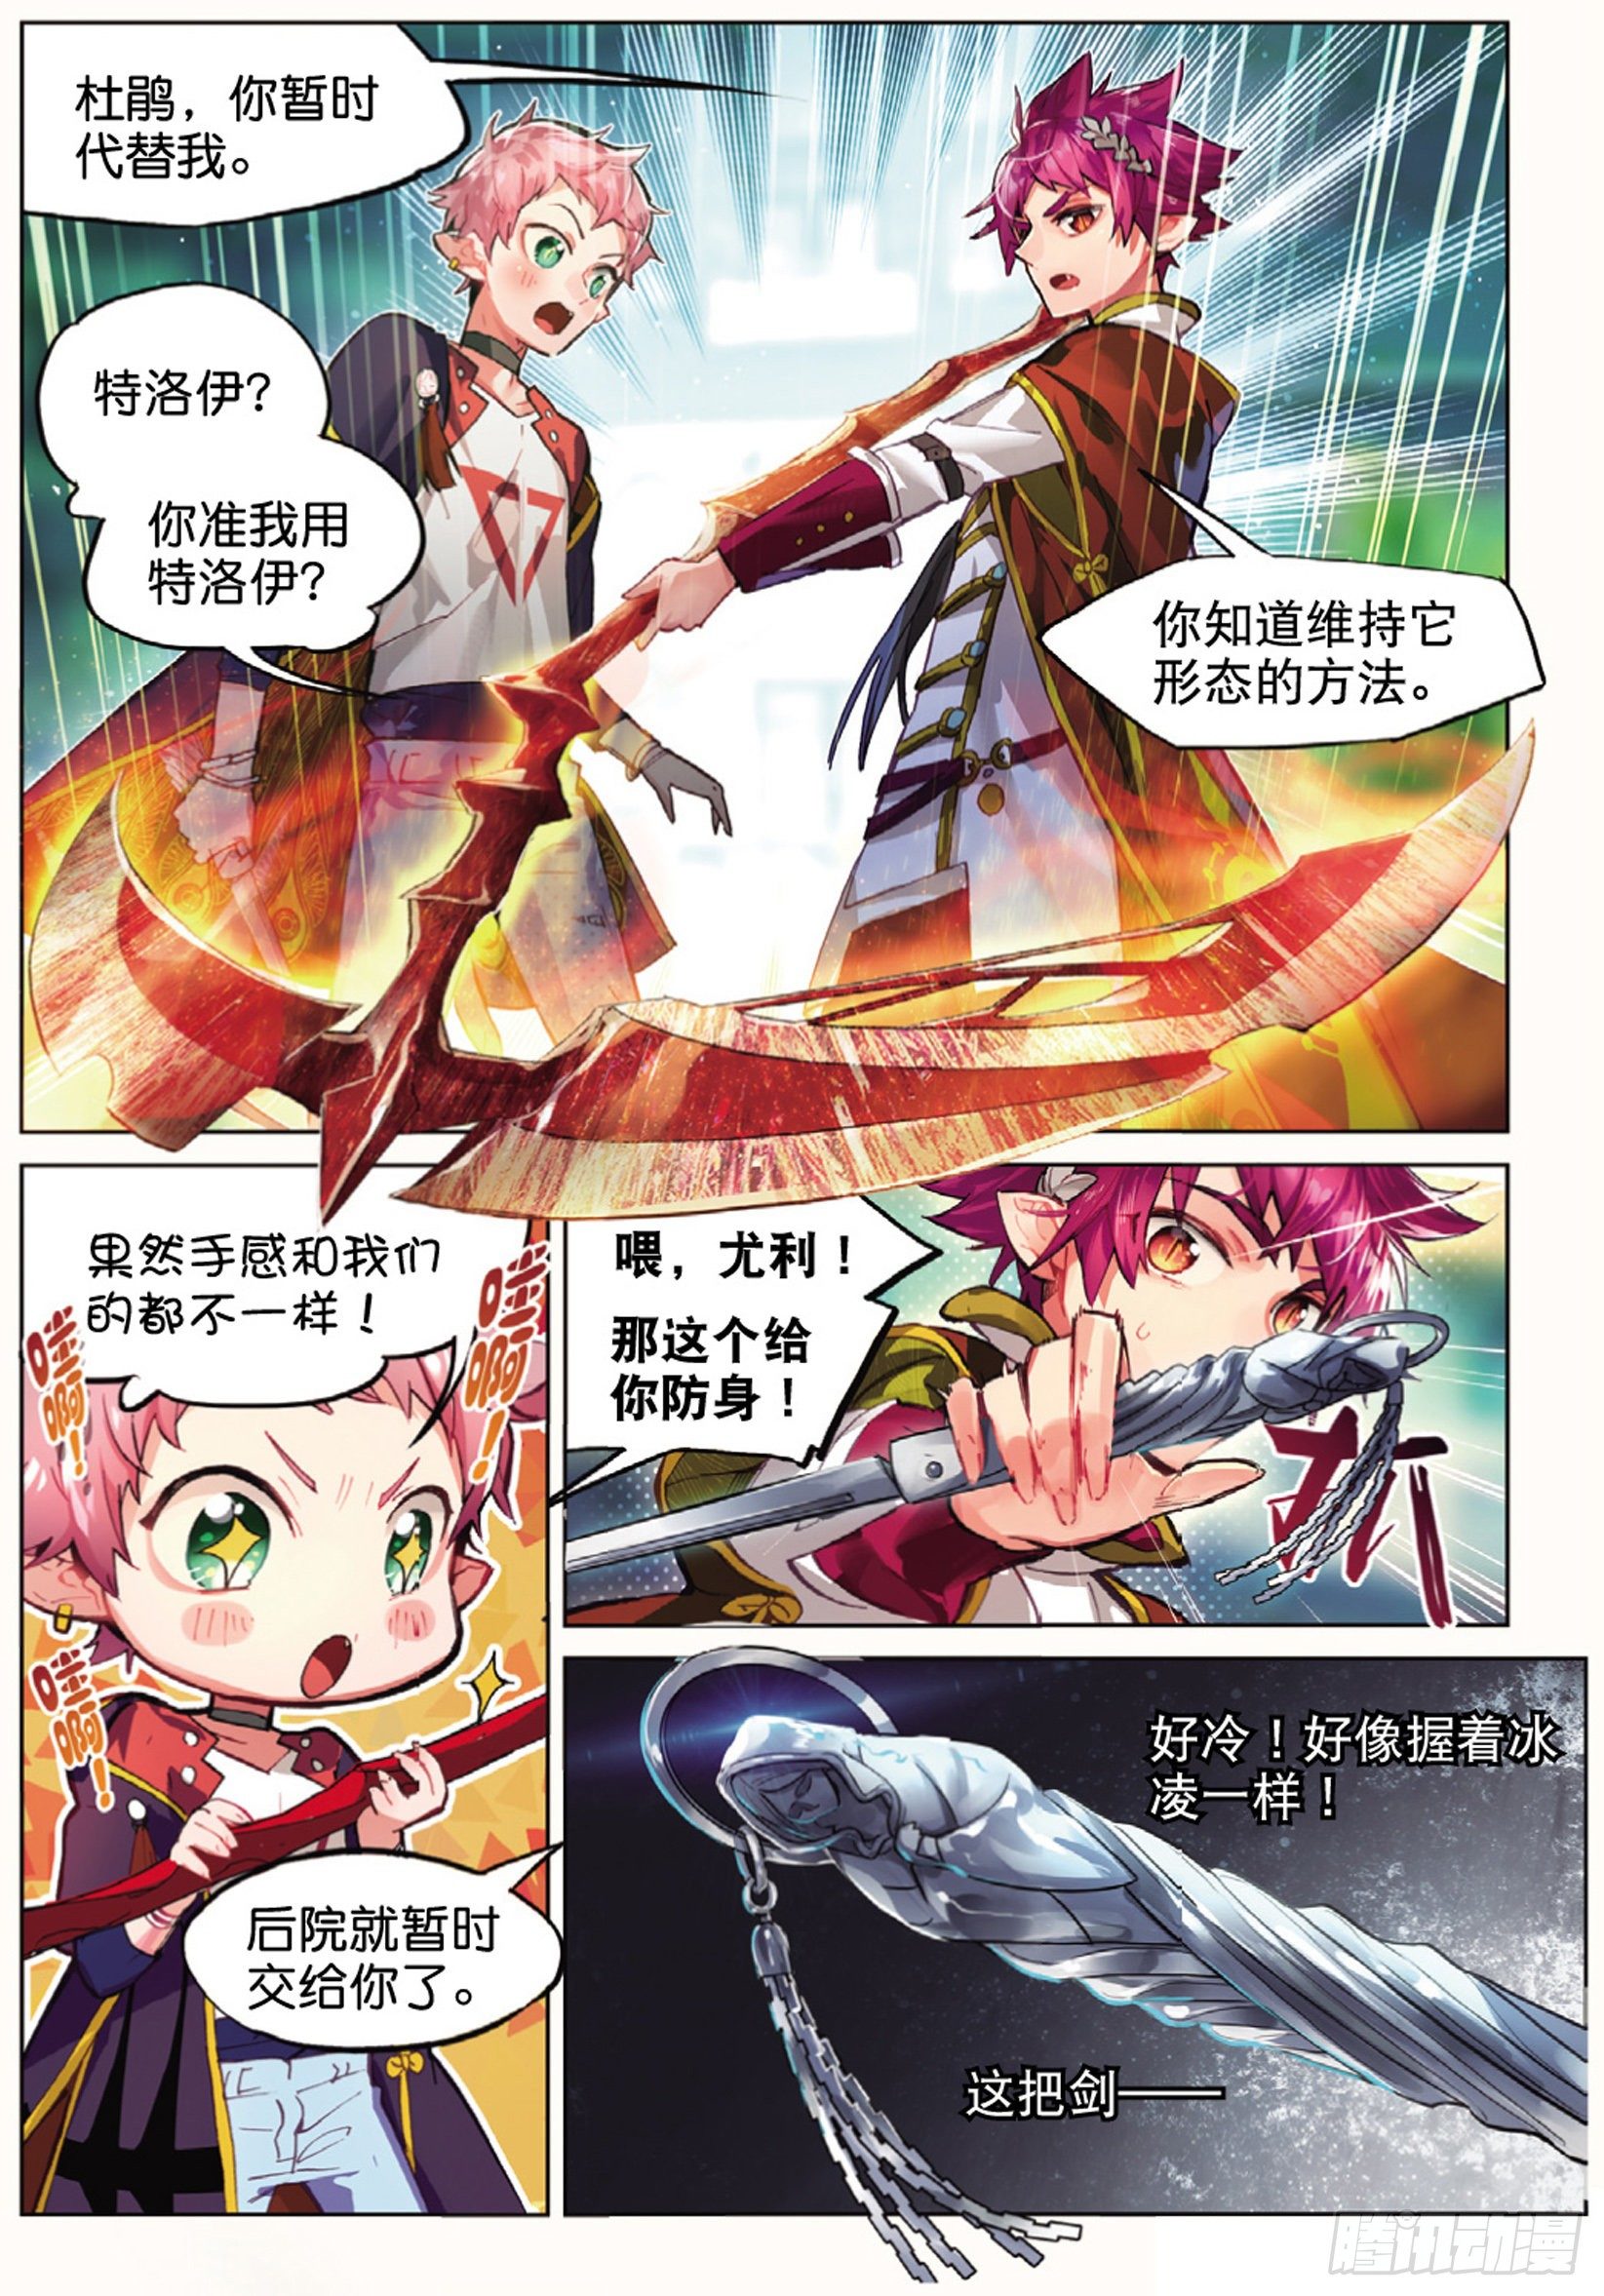 杜鹃，你暂时
代替我。
特洛伊？
你准我用
特洛伊？
你知道维持它
形态的方法。
果然手感和我们
的都不一样！
哇啊！
哇啊！
哇啊！
喂，尤利！
那这个给
你防身！
后院就暂时
交给你了。
好冷！好像握着冰
凌一样！
这把剑——
腾讯动漫